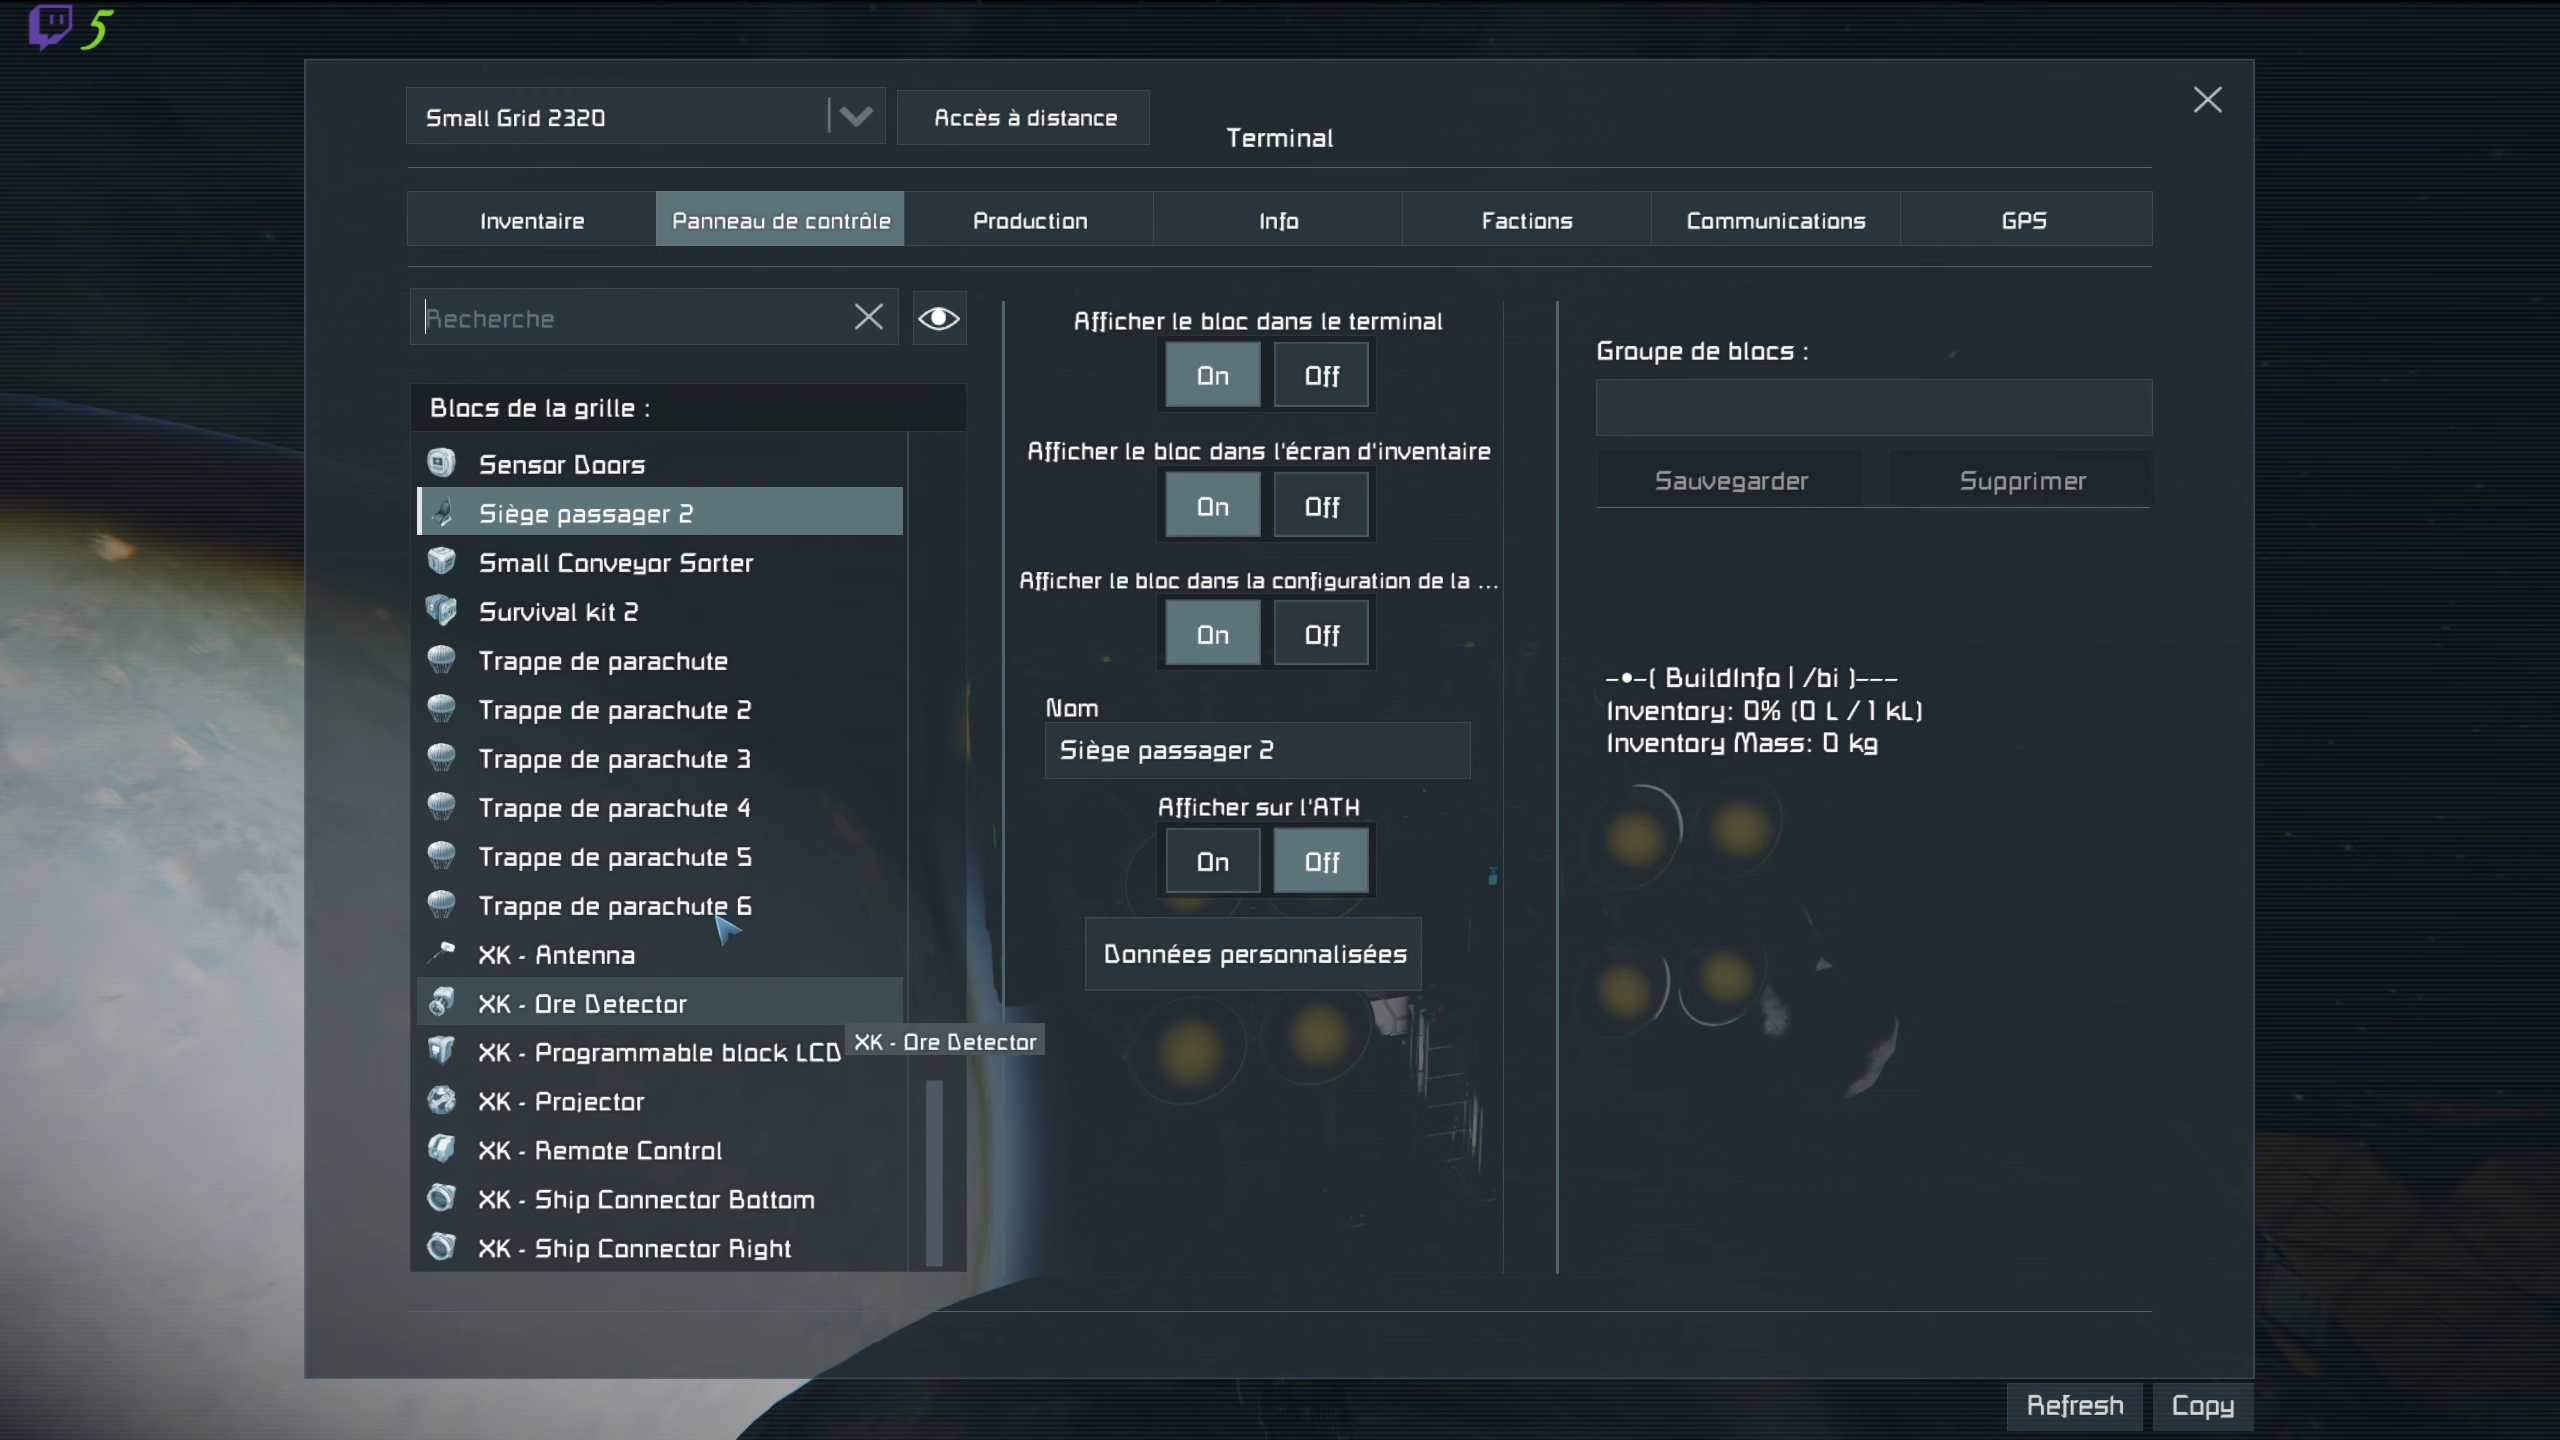 5
Small Grid 2320
Accès à distance
Terminal
Inventaire
Panneau de contrôle
Production
Info
Factions
Communications
GPS
Recherche
Blocs de la grille :
Sensor Doors
Siège passager 2
Small Conveyor Sorter
Survival kit 2
Trappe de parachute
Trappe de parachute 2
Trappe de parachute 3
Trappe de parachute 4
Trappe de parachute 5
Trappe de parachute 6
XK - Antenna
XK - Ore Detector
XK - Programmable block LCD
XK - Projector
XK - Remote Control
XK - Ship Connector Bottom
XK - Ship Connector Right
XK - Ore Detector
Afficher le bloc dans le terminal
On Off
Afficher le bloc dans l'écran d'inventaire
On Off
Afficher le bloc dans la configuration de la ...
On Off
Nom
Siège passager 2
Afficher sur l'ATH
On Off
Données personnalisées
Groupe de blocs :
Sauvegarder
Supprimer
-•-( BuildInfo | /bi )---
Inventory: 0% (0 L / 1 kL)
Inventory Mass: 0 kg
Refresh
Copy